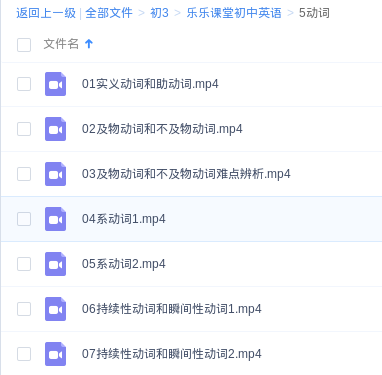 返回上一级 | 全部文件 > 初3 > 乐乐课堂初中英语 > 5动词
文件名
01实义动词和助动词.mp4
02及物动词和不及物动词.mp4
03及物动词和不及物动词难点辨析.mp4
04系动词1.mp4
05系动词2.mp4
06持续性动词和瞬间性动词1.mp4
07持续性动词和瞬间性动词2.mp4